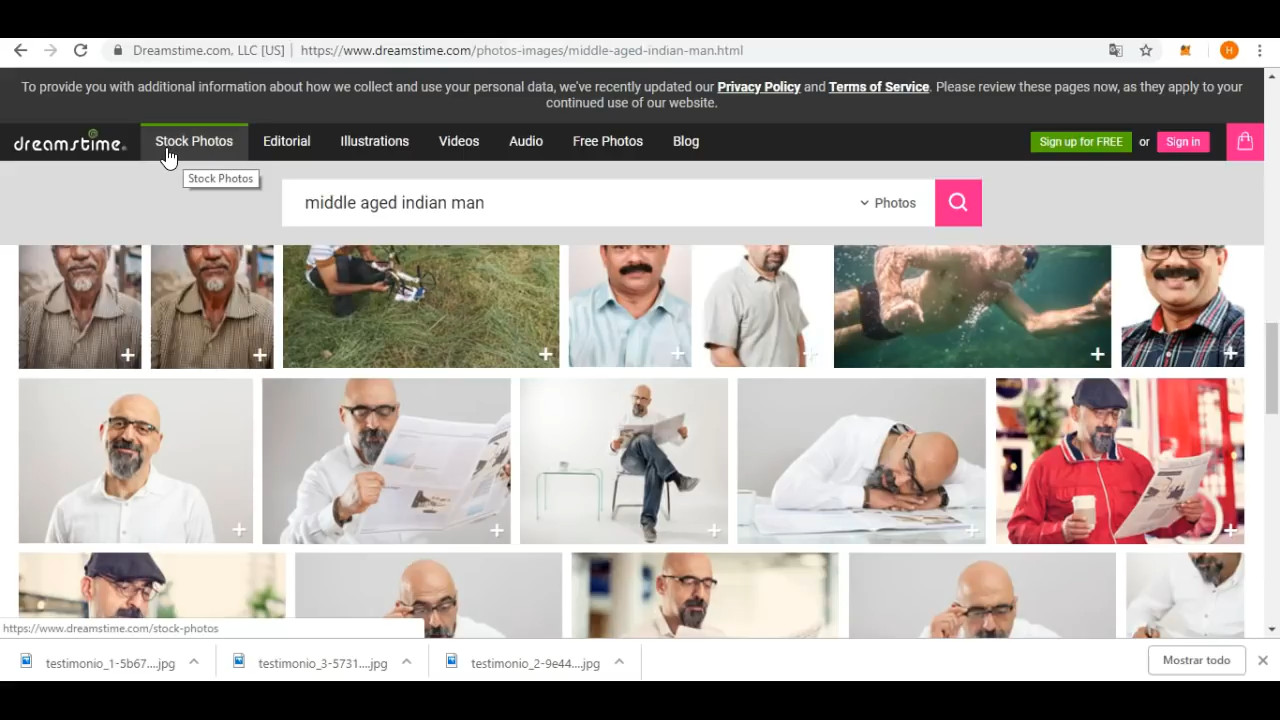 Dreamstime.com, LLC [US] | https://www.dreamstime.com/photos-images/middle-aged-indian-man.html
H
To provide you with additional information about how we collect and use your personal data, we've recently updated our Privacy Policy and Terms of Service. Please review these pages now, as they apply to your
continued use of our website.
dreamstime. Stock Photos Editorial Illustrations Videos Audio Free Photos Blog Sign up for FREE or Sign in
Stock Photos
middle aged indian man Photos
https://www.dreamstime.com/stock-photos
testimonio_1-5b67....jpg testimonio_3-5731....jpg testimonio_2-9e44....jpg Mostrar todo